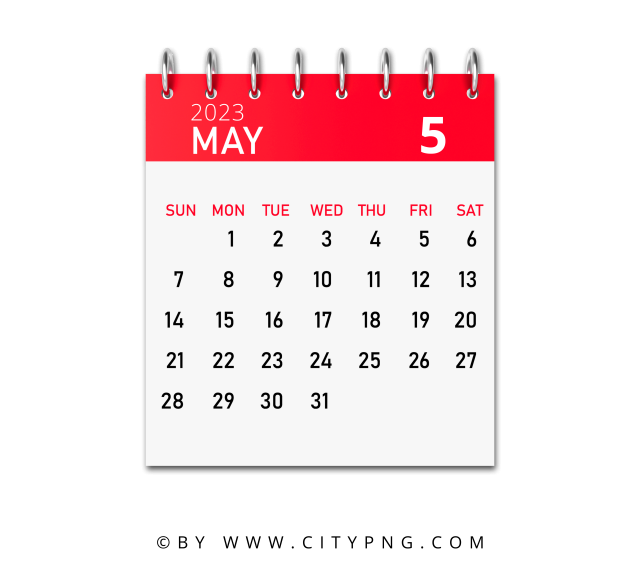 2023
MAY 5
SUN MON TUE WED THU FRI SAT
1 2 3 4 5 6
7 8 9 10 11 12 13
14 15 16 17 18 19 20
21 22 23 24 25 26 27
28 29 30 31
©BY WWW.CITYPNG.COM